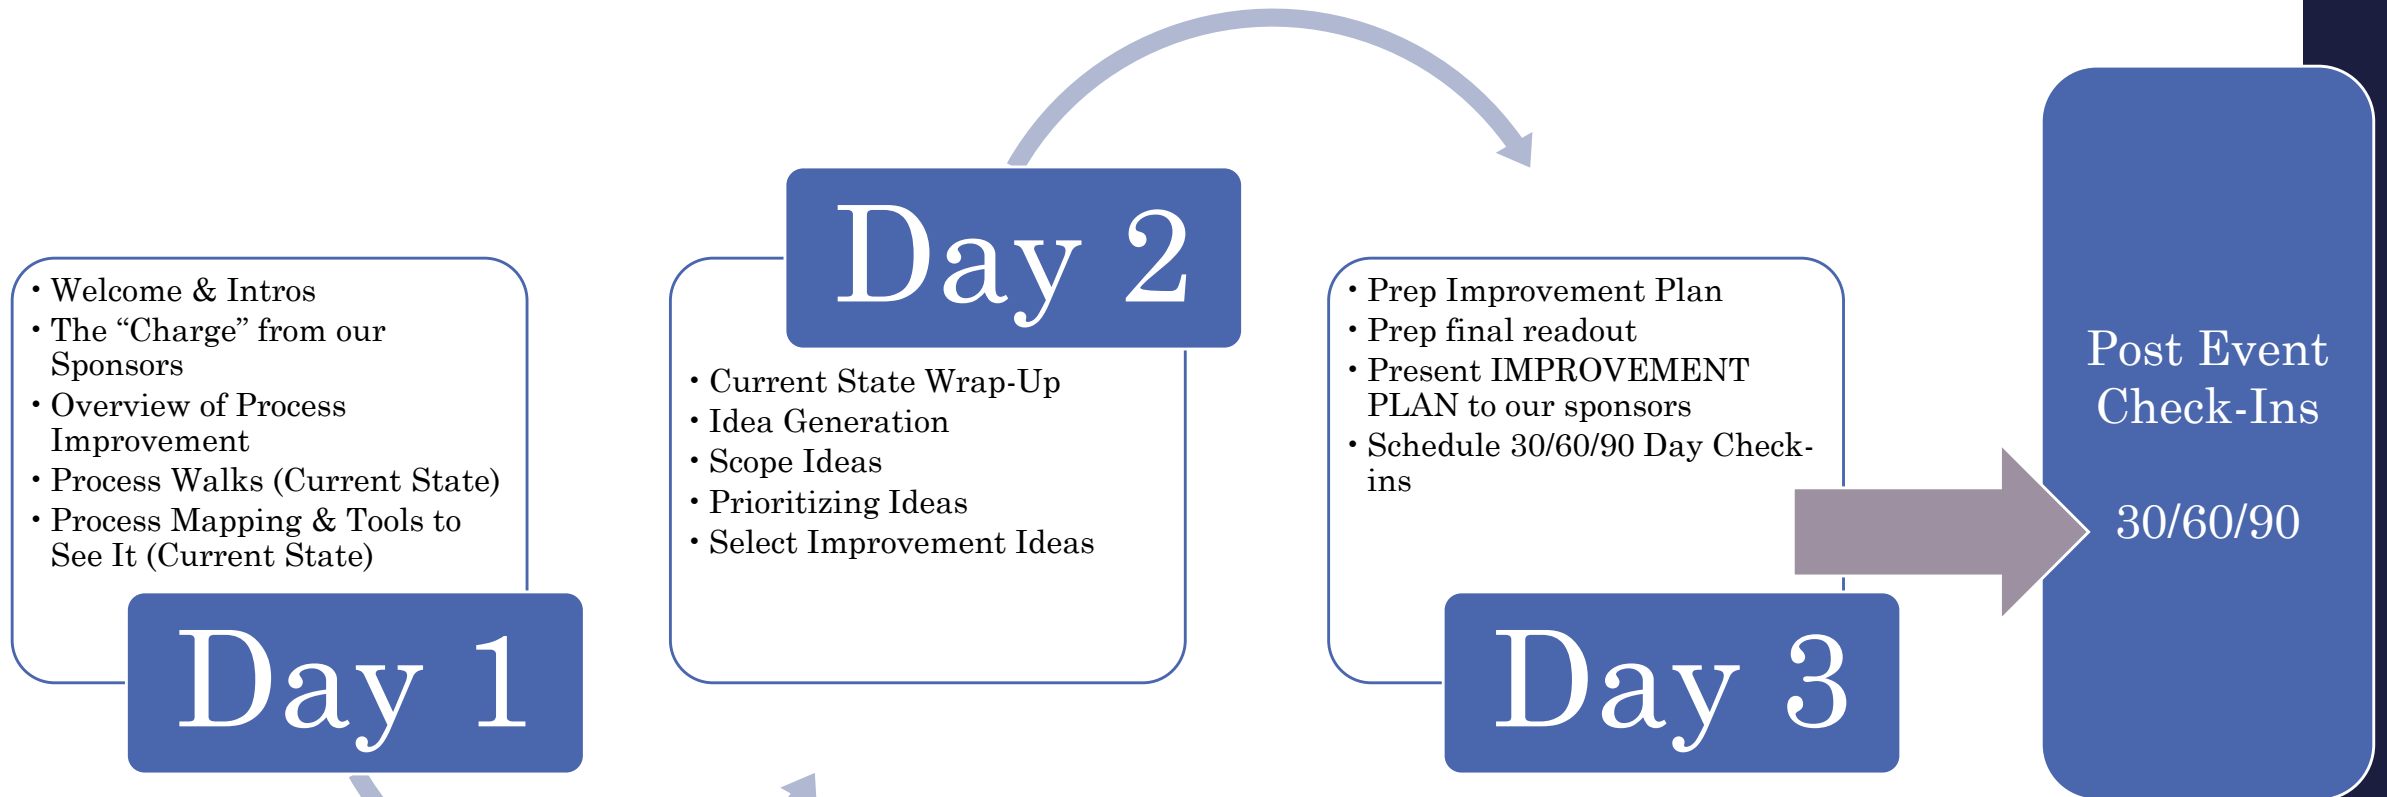 • Welcome & Intros
• The “Charge” from our
Sponsors
• Overview of Process
Improvement
• Process Walks (Current State)
• Process Mapping & Tools to
See It (Current State)
Day 1
Day 2
• Current State Wrap-Up
• Idea Generation
• Scope Ideas
• Prioritizing Ideas
• Select Improvement Ideas
• Prep Improvement Plan
• Prep final readout
• Present IMPROVEMENT
PLAN to our sponsors
• Schedule 30/60/90 Day Check-
ins
Day 3
Post Event
Check-Ins
30/60/90